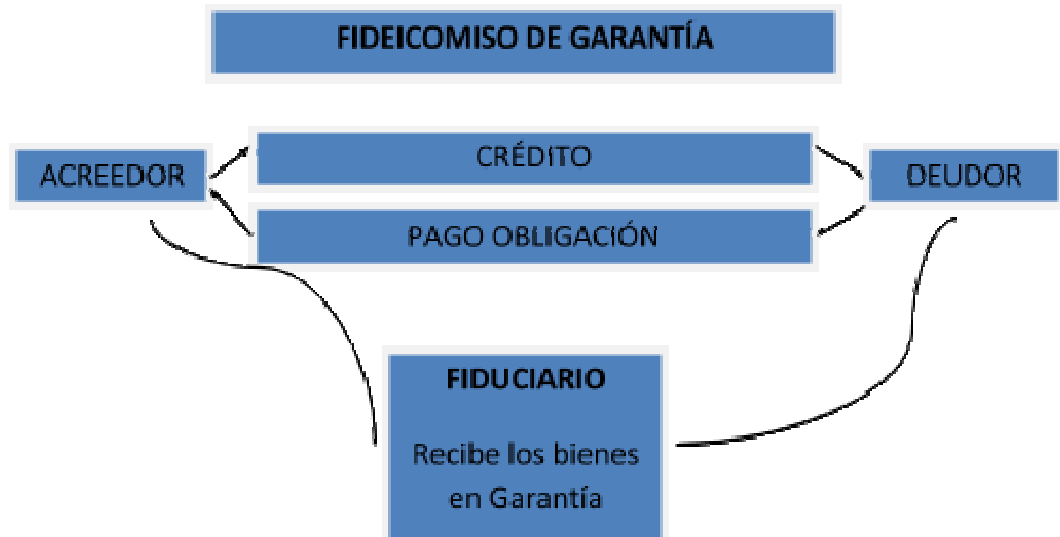 FIDEICOMISO DE GARANTÍA
CRÉDITO
ACREEDOR
DEUDOR
PAGO OBLIGACIÓN
FIDUCIARIO
Recibe los bienes
en Garantía